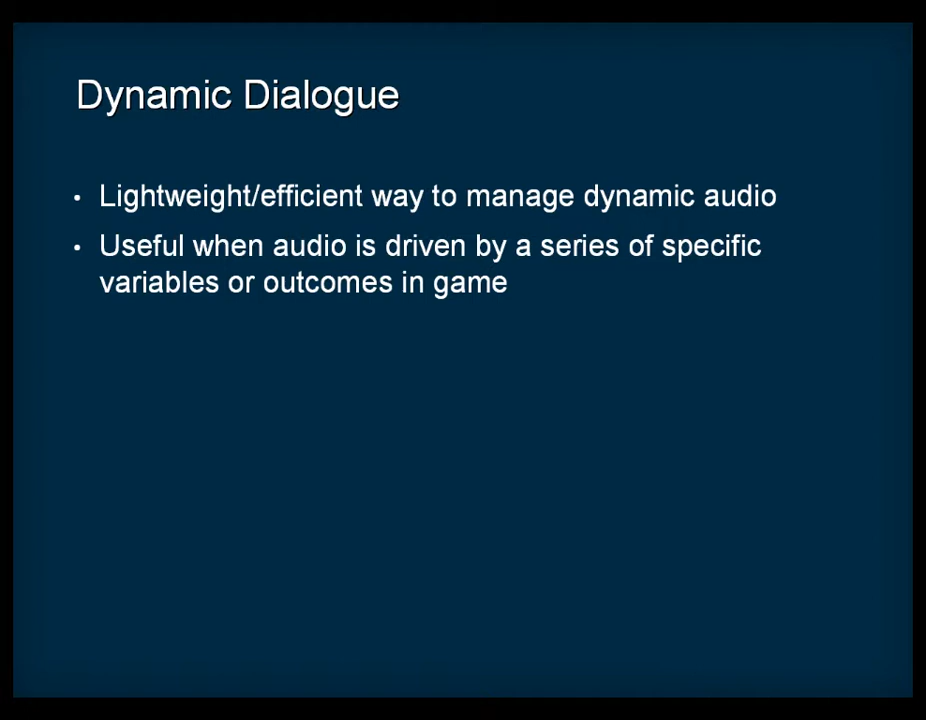 Dynamic Dialogue
• Lightweight/efficient way to manage dynamic audio
• Useful when audio is driven by a series of specific
variables or outcomes in game